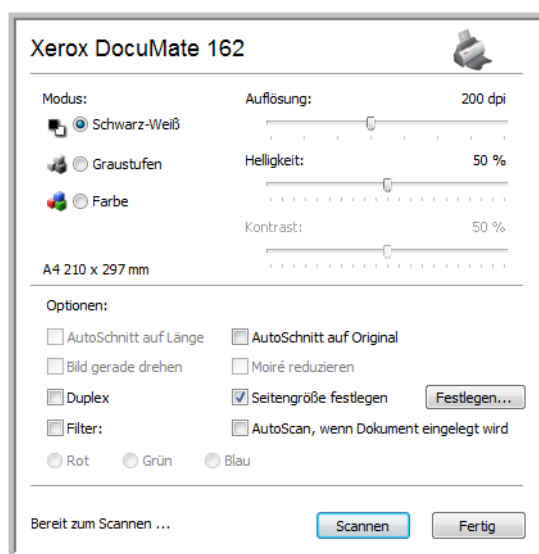 Xerox DocuMate 162
Modus: Auflösung: 200 dpi
Schwarz-Weiß
Graustufen Helligkeit: 50 %
Farbe
Kontrast: 50 %
A4 210 x 297 mm
Optionen:
AutoSchnitt auf Länge AutoSchnitt auf Original
Bild gerade drehen Moiré reduzieren
Duplex Seitengröße festlegen Festlegen...
Filter: AutoScan, wenn Dokument eingelegt wird
Rot Grün Blau
Bereit zum Scannen ... Scannen Fertig